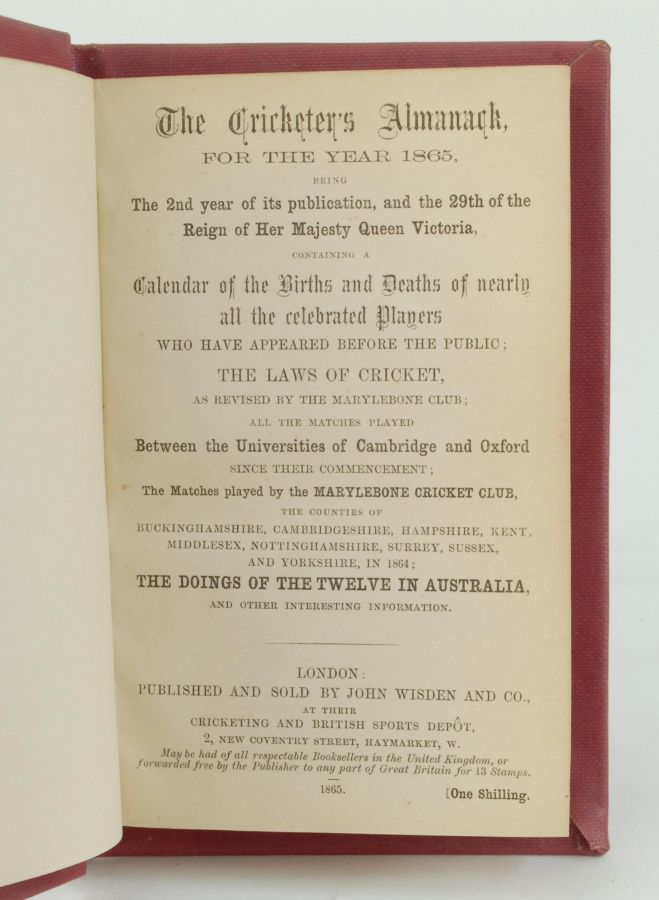 The Cricketer's Almanack,
FOR THE YEAR 1865,
BEING
The 2nd year of its publication, and the 29th of the
Reign of Her Majesty Queen Victoria,
CONTAINING A
Calendar of the Births and Deaths of nearly
all the celebrated Players
WHO HAVE APPEARED BEFORE THE PUBLIC;
THE LAWS OF CRICKET,
AS REVISED BY THE MARYLEBONE CLUB;
ALL THE MATCHES PLAYED
Between the Universities of Cambridge and Oxford
SINCE THEIR COMMENCEMENT;
The Matches played by the MARYLEBONE CRICKET CLUB,
THE COUNTIES OF
BUCKINGHAMSHIRE, CAMBRIDGESHIRE, HAMPSHIRE, KENT,
MIDDLESEX, NOTTINGHAMSHIRE, SURREY, SUSSEX,
AND YORKSHIRE, IN 1864;
THE DOINGS OF THE TWELVE IN AUSTRALIA,
AND OTHER INTERESTING INFORMATION.
LONDON:
PUBLISHED AND SOLD BY JOHN WISDEN AND CO.,
AT THEIR
CRICKETING AND BRITISH SPORTS DEPÔT,
2, NEW COVENTRY STREET, HAYMARKET, W.
May be had of all respectable Booksellers in the United Kingdom, or
forwarded free by the Publisher to any part of Great Britain for 13 Stamps.
1865.
[One Shilling.